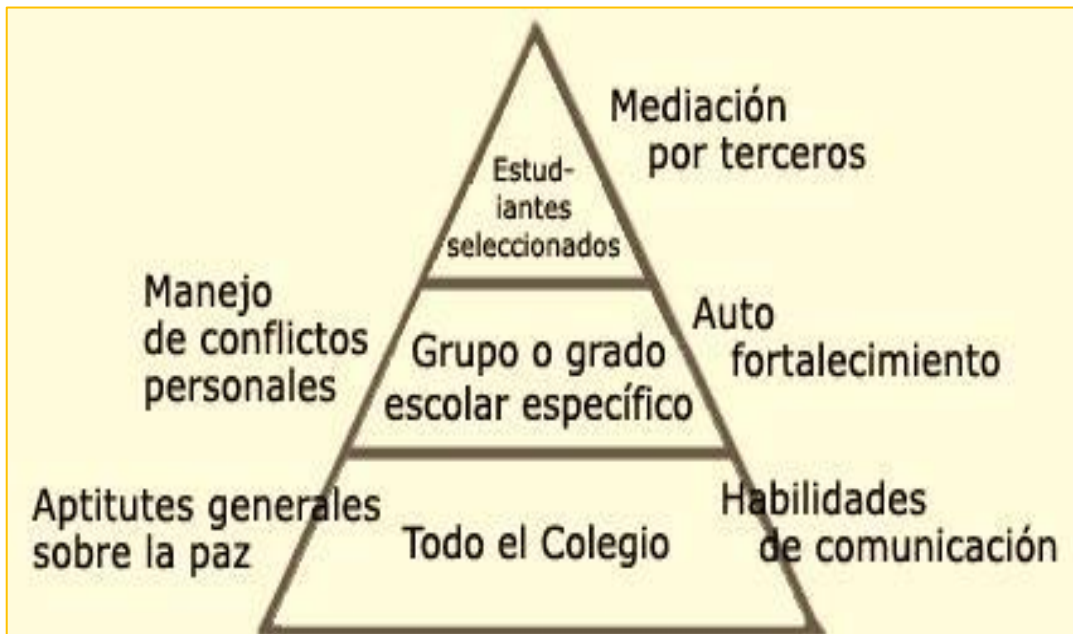 Mediación
por terceros
Estud-
iantes
seleccionados
Manejo
de conflictos
personales
Grupo o grado
escolar específico
Auto
fortalecimiento
Aptitutes generales
sobre la paz
Todo el Colegio
Habilidades
de comunicación